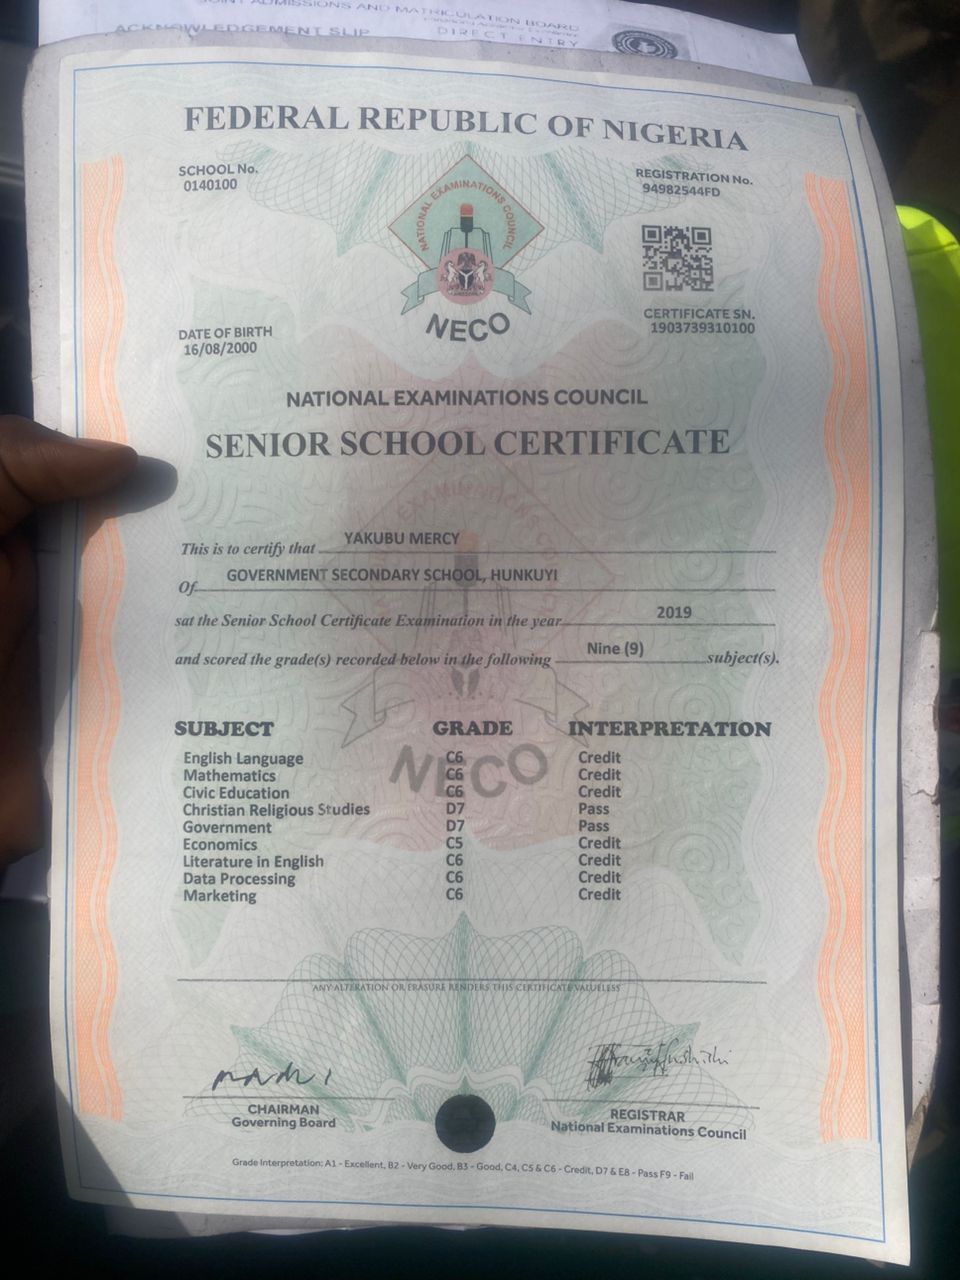 JOINT ADMISSIONS AND MATRICULATION BOARD
ACKNOWLEDGEMENT SLIP
DIRECT ENTRY
FEDERAL REPUBLIC OF NIGERIA
SCHOOL No.
0140100
REGISTRATION No.
94982544FD
NATIONAL EXAMINATIONS COUNCIL
NECO
CERTIFICATE SN.
1903739310100
DATE OF BIRTH
16/08/2000
NATIONAL EXAMINATIONS COUNCIL
SENIOR SCHOOL CERTIFICATE
This is to certify that YAKUBU MERCY
Of GOVERNMENT SECONDARY SCHOOL, HUNKUYI
sat the Senior School Certificate Examination in the year 2019
and scored the grade(s) recorded below in the following Nine (9) subject(s).
SUBJECT GRADE INTERPRETATION
English Language C6 Credit
Mathematics C6 Credit
Civic Education C6 Credit
Christian Religious Studies D7 Pass
Government D7 Pass
Economics C5 Credit
Literature in English C6 Credit
Data Processing C6 Credit
Marketing C6 Credit
NECO
ANY ALTERATION OR ERASURE RENDERS THIS CERTIFICATE VALUELESS
CHAIRMAN
Governing Board
REGISTRAR
National Examinations Council
Grade Interpretation: A1 - Excellent, B2 - Very Good, B3 - Good, C4, C5 & C6 - Credit, D7 & E8 - Pass F9 - Fail